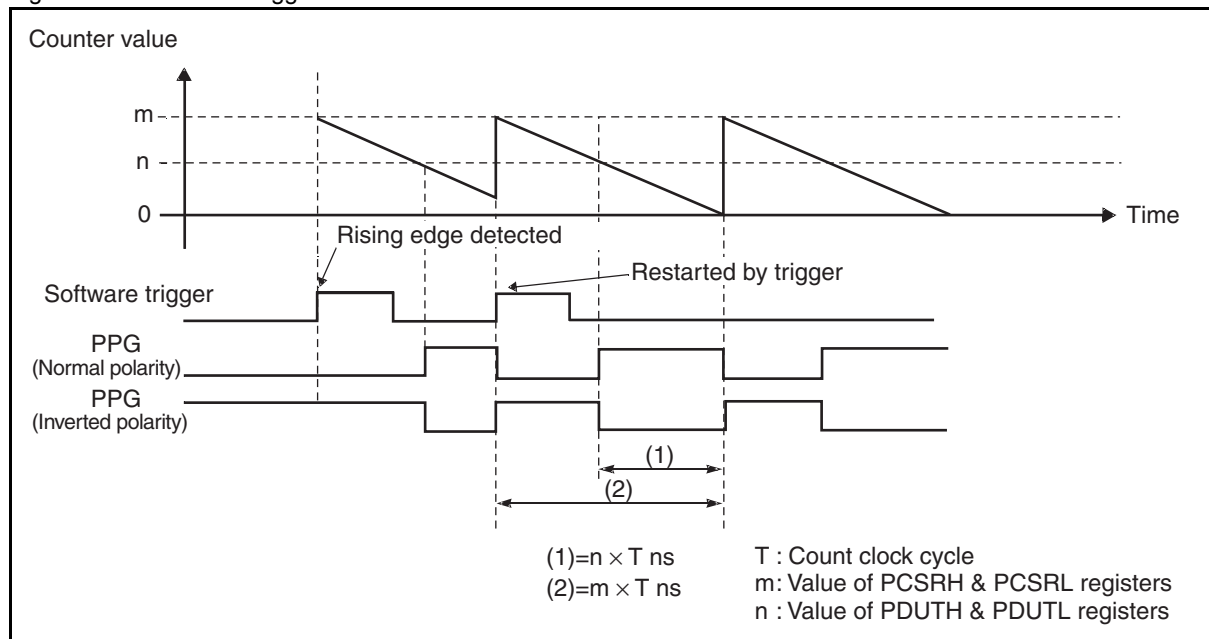 Counter value
m
n
0
Time
Rising edge detected
Restarted by trigger
Software trigger
PPG
(Normal polarity)
PPG
(Inverted polarity)
(1)
(2)
(1)=n × T ns
(2)=m × T ns
T : Count clock cycle
m: Value of PCSRH & PCSRL registers
n : Value of PDUTH & PDUTL registers